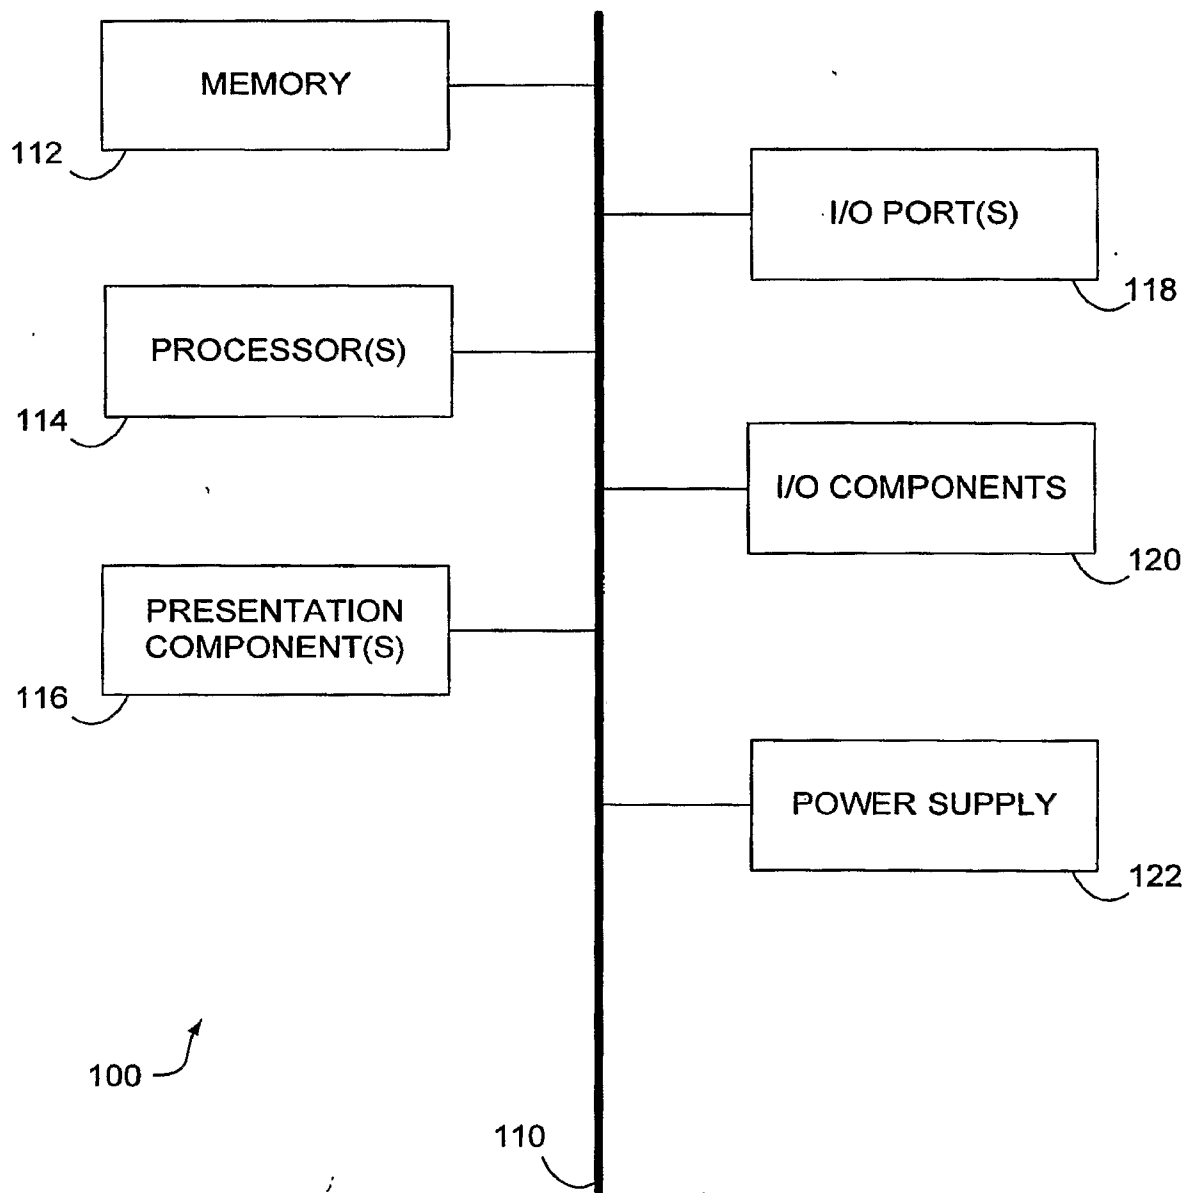 MEMORY
112
I/O PORT(S)
118
PROCESSOR(S)
114
I/O COMPONENTS
120
PRESENTATION
COMPONENT(S)
116
POWER SUPPLY
122
100
110